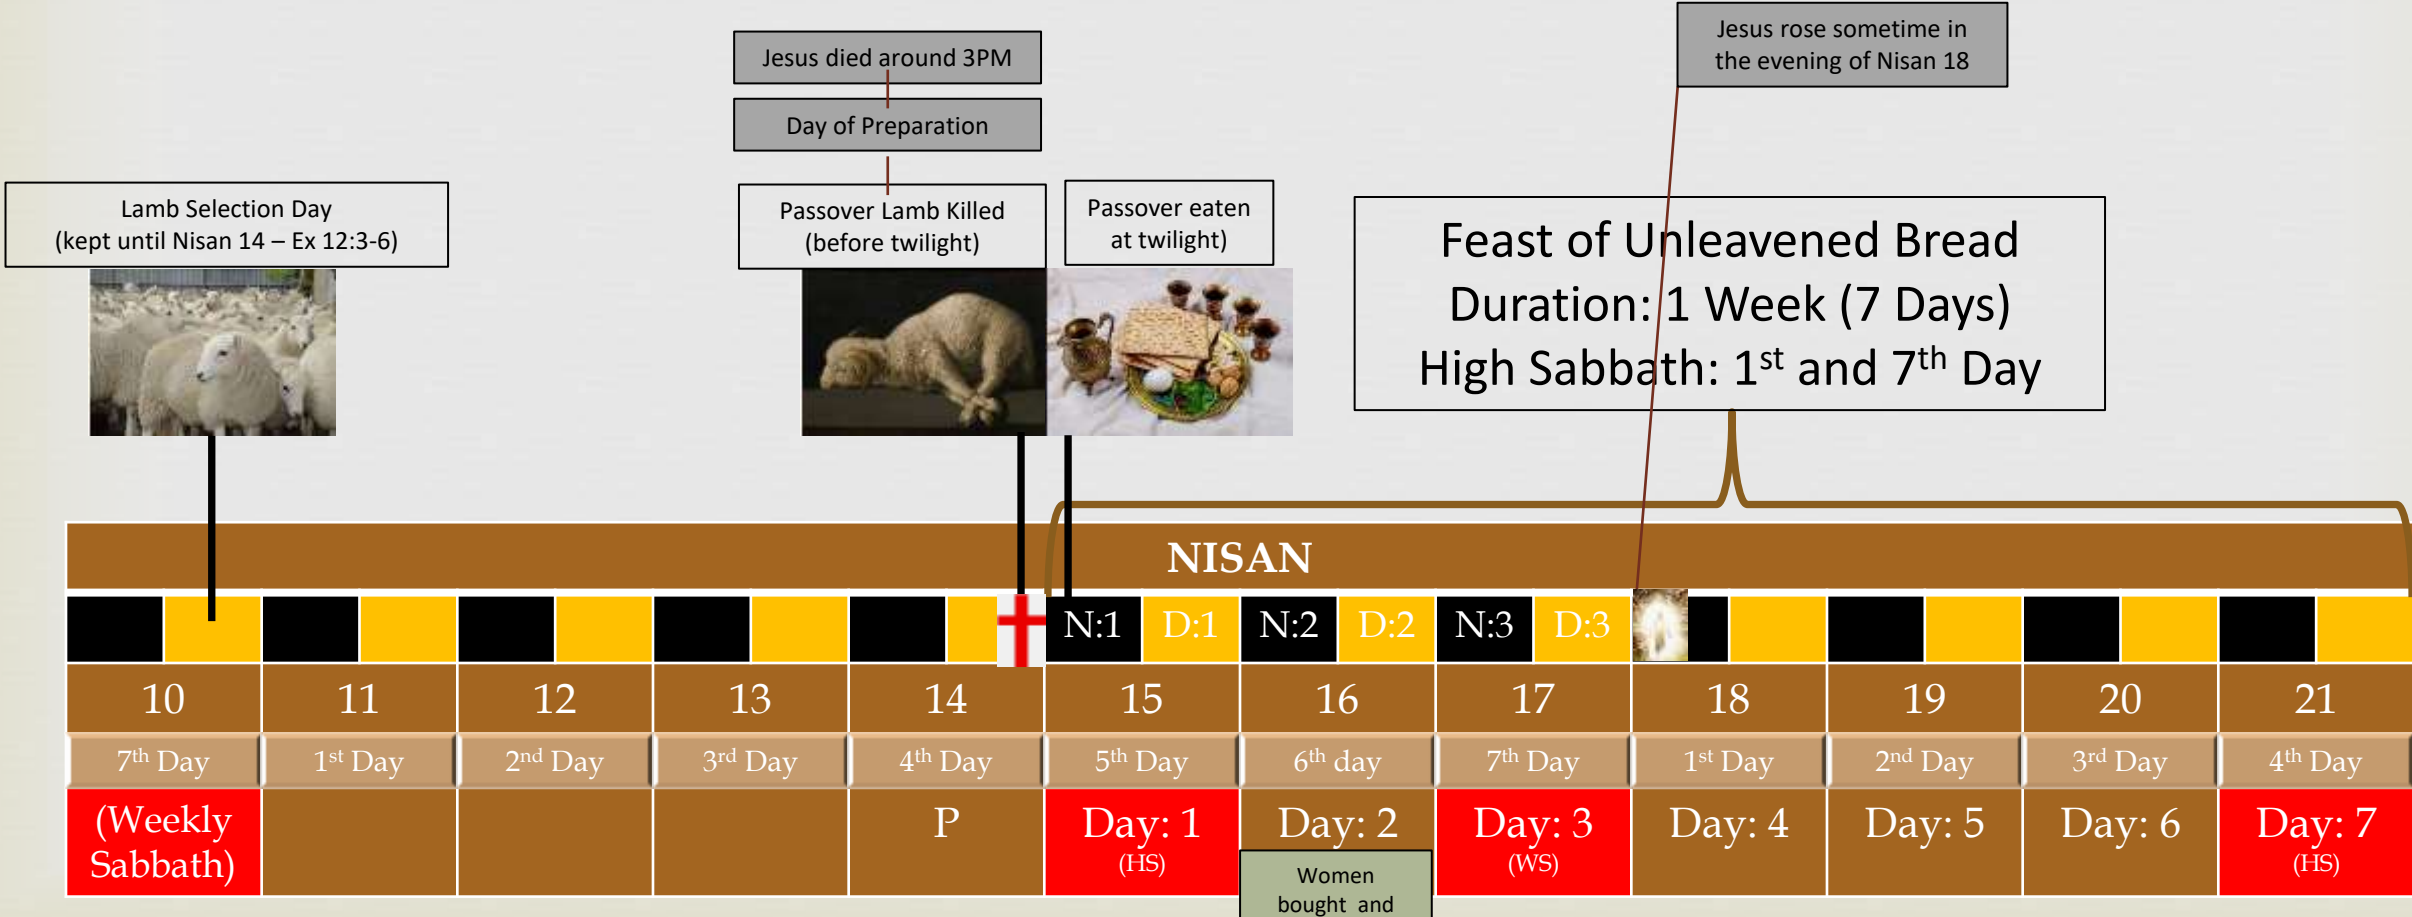 Jesus died around 3PM
Day of Preparation
Jesus rose sometime in
the evening of Nisan 18
Lamb Selection Day
(kept until Nisan 14 – Ex 12:3-6)
Passover Lamb Killed
(before twilight)
Passover eaten
at twilight)
Feast of Unleavened Bread
Duration: 1 Week (7 Days)
High Sabbath: 1st and 7th Day
NISAN
N:1 D:1 N:2 D:2 N:3 D:3
10 11 12 13 14 15 16 17 18 19 20 21
7th Day 1st Day 2nd Day 3rd Day 4th Day 5th Day 6th day 7th Day 1st Day 2nd Day 3rd Day 4th Day
(Weekly
Sabbath)
P
Day: 1
(HS)
Day: 2
Day: 3
(WS)
Day: 4
Day: 5
Day: 6
Day: 7
(HS)
Women
bought and